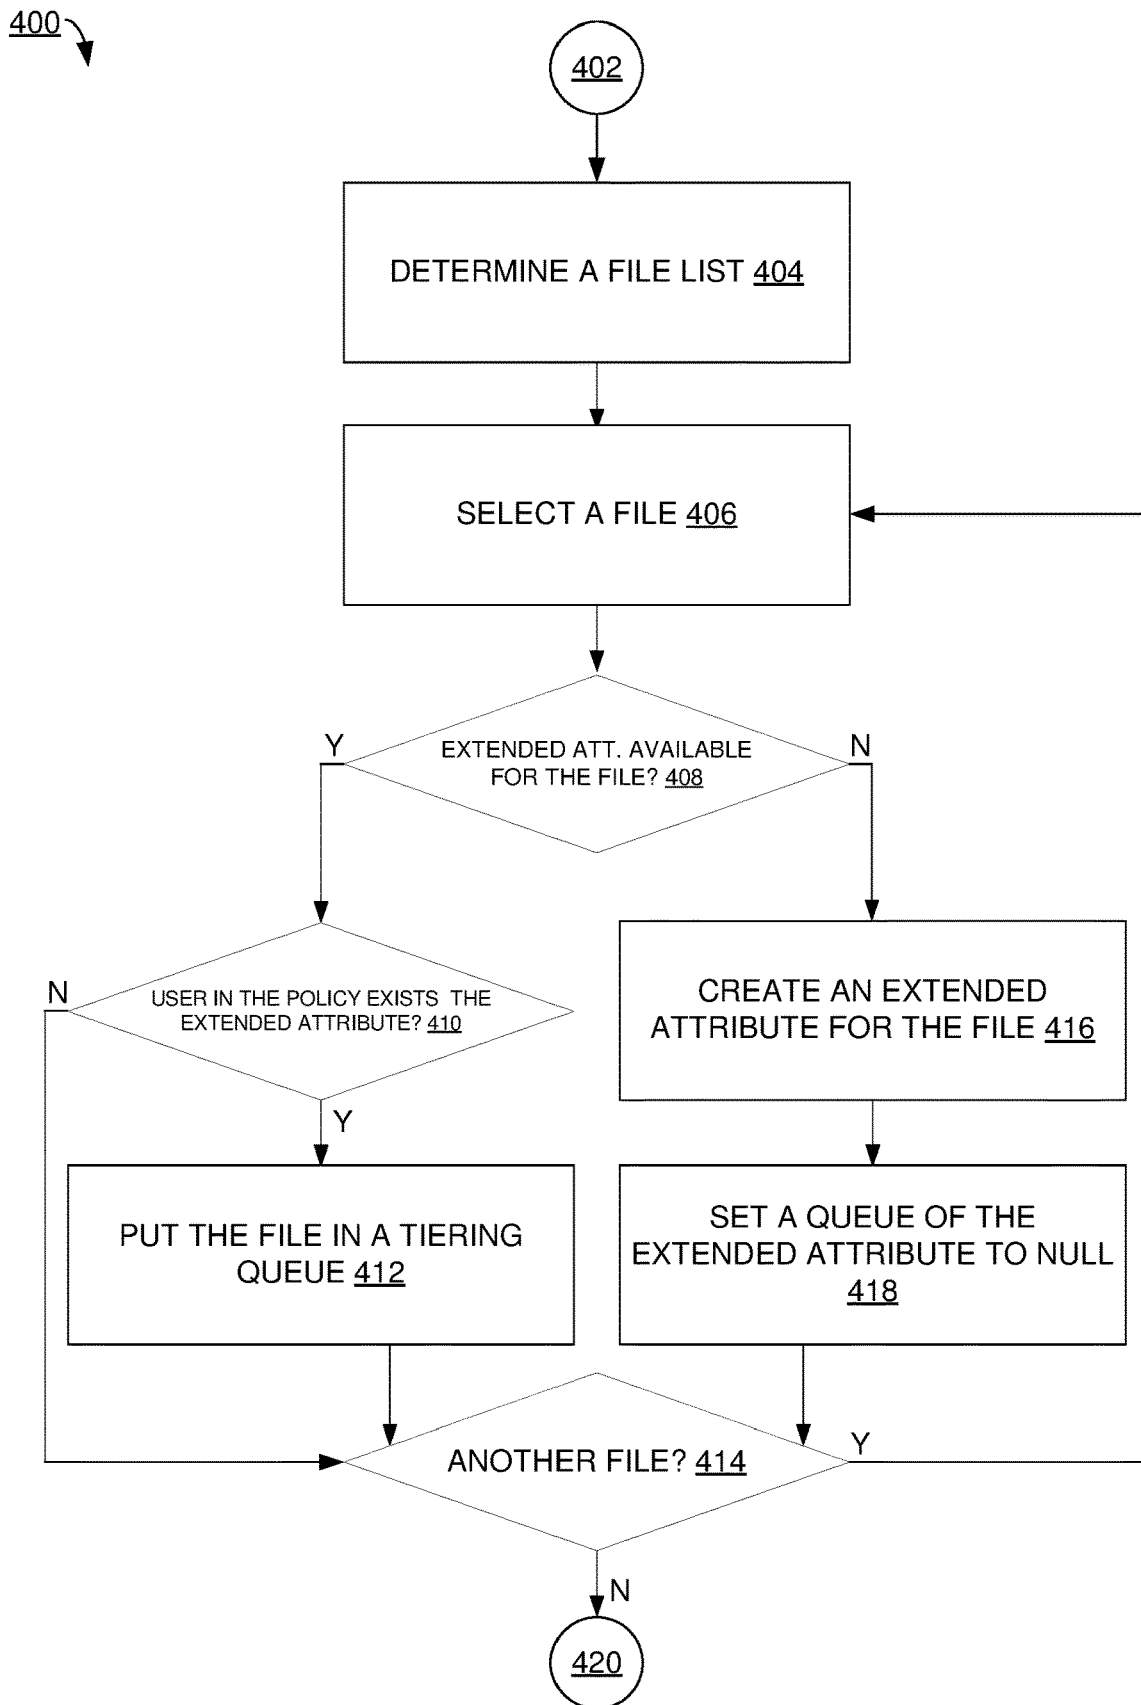 400
402
DETERMINE A FILE LIST 404
SELECT A FILE 406
Y
N
EXTENDED ATT. AVAILABLE
FOR THE FILE? 408
N
USER IN THE POLICY EXISTS THE
EXTENDED ATTRIBUTE? 410
Y
CREATE AN EXTENDED
ATTRIBUTE FOR THE FILE 416
PUT THE FILE IN A TIERING
QUEUE 412
SET A QUEUE OF THE
EXTENDED ATTRIBUTE TO NULL
418
ANOTHER FILE? 414
Y
N
420